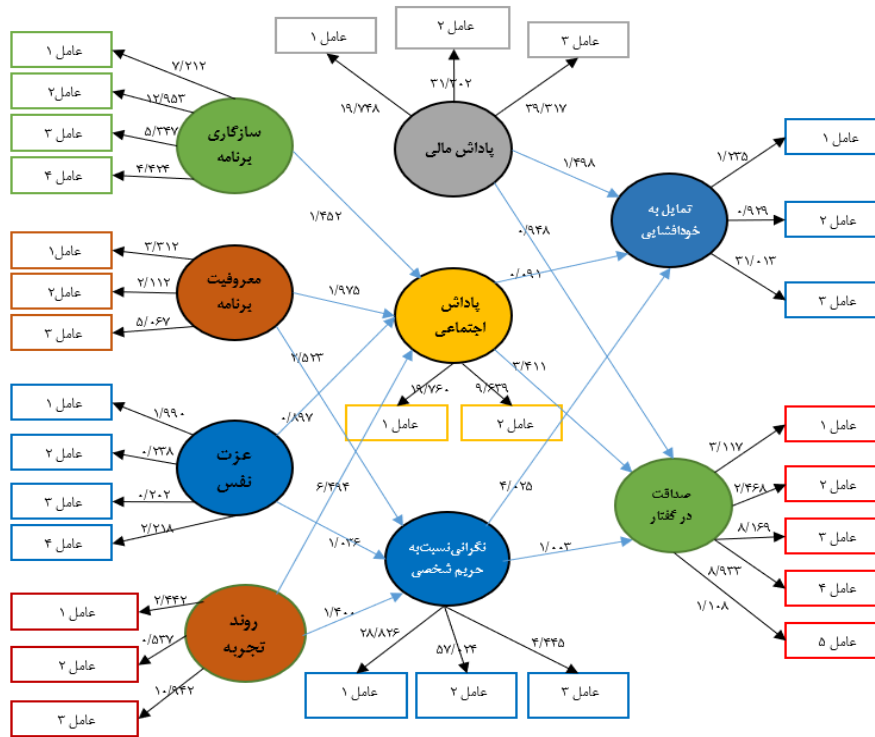 عامل ۱
عامل ۲
عامل ۳
۱۹/۷۴۸
۳۱/۲۰۲
۳۹/۳۱۷
پاداش مالی
عامل ۱
عامل۲
عامل ۳
عامل ۴
۷/۲۱۲
۱۲/۹۵۳
۵/۳۴۷
۴/۴۲۴
سازگاری
برنامه
۱/۴۵۲
۱/۴۹۸
۰/۹۴۸
تمایل به
خودافشایی
۱/۲۳۵
۰/۹۲۹
۳۱/۰۱۳
عامل ۱
عامل ۲
عامل ۳
عامل۱
عامل۲
عامل ۳
۳/۳۱۲
۲/۱۱۲
۵/۰۶۷
معروفیت
برنامه
۱/۹۷۵
۲/۵۲۳
پاداش
اجتماعی
۰/۰۹۱
۳/۴۱۱
۱۹/۷۶۰
۹/۶۳۹
عامل ۱
عامل ۲
عامل ۱
عامل ۲
عامل ۳
عامل ۴
۱/۹۹۰
۰/۲۳۸
۰/۲۰۲
۲/۲۱۸
عزت
نفس
۰/۸۹۷
۱/۰۳۶
۶/۴۹۴
۴/۰۲۵
صداقت
در گفتار
۳/۱۱۷
۲/۴۶۸
۸/۱۶۹
۸/۹۳۳
۱/۱۰۸
عامل ۱
عامل ۲
عامل ۳
عامل ۴
عامل ۵
نگرانی نسبت به
حریم شخصی
۱/۰۰۳
عامل ۱
عامل ۲
عامل ۳
۲/۴۴۲
۰/۵۳۷
۱۰/۹۴۲
روند
تجربه
۱/۴۰۰
۲۸/۸۲۶
۵۷/۰۲۴
۴/۴۴۵
عامل ۱
عامل ۲
عامل ۳